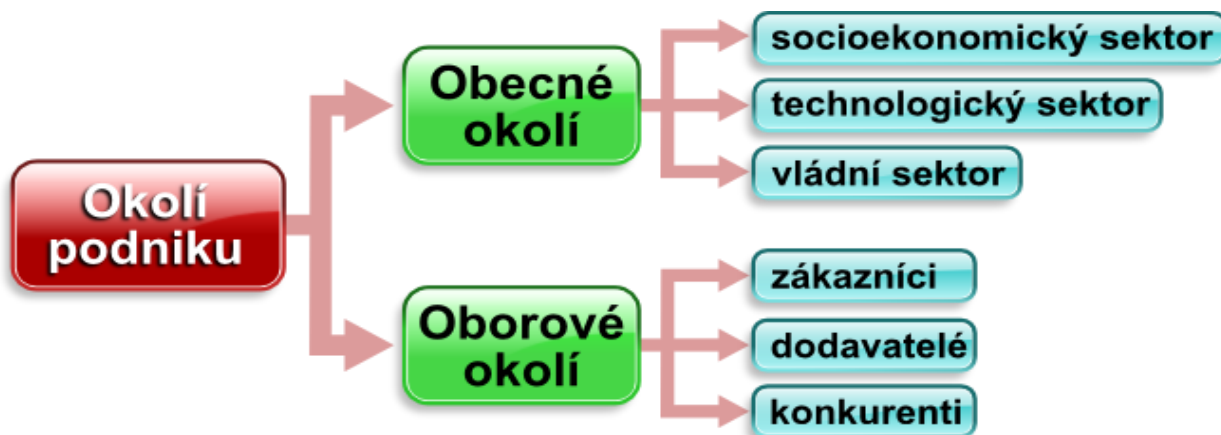 Okolí
podniku
Obecné
okolí
socioekonomický sektor
technologický sektor
vládní sektor
Oborové
okolí
zákazníci
dodavatelé
konkurenti